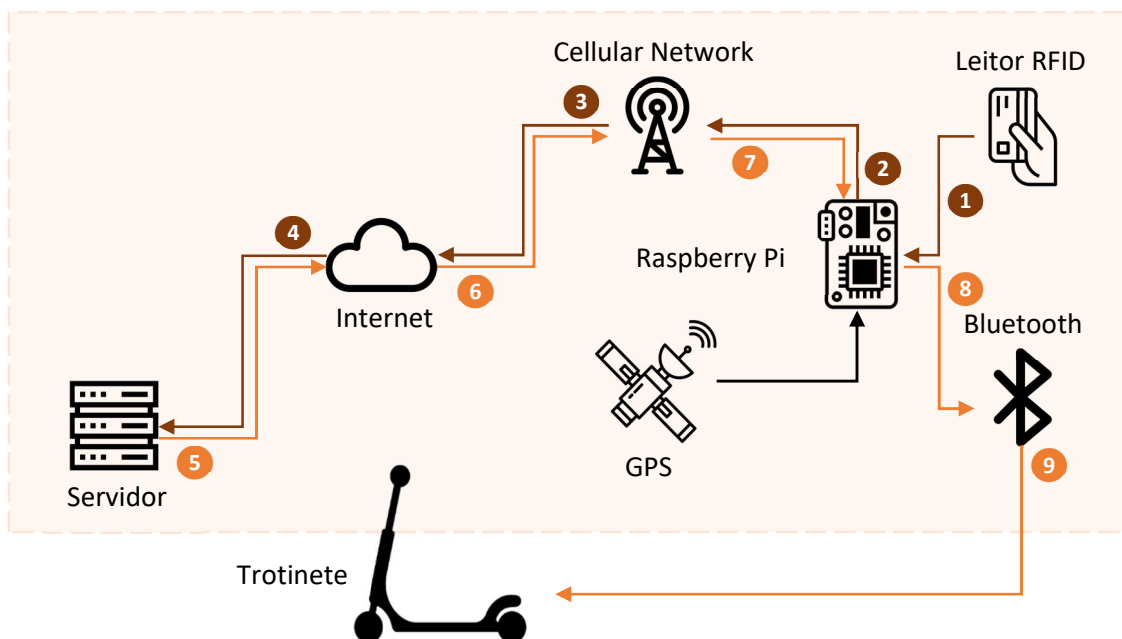 Cellular Network
Leitor RFID
3
7
2
1
4
Raspberry Pi
6
8
Internet
Bluetooth
5
GPS
9
Servidor
Trotinete